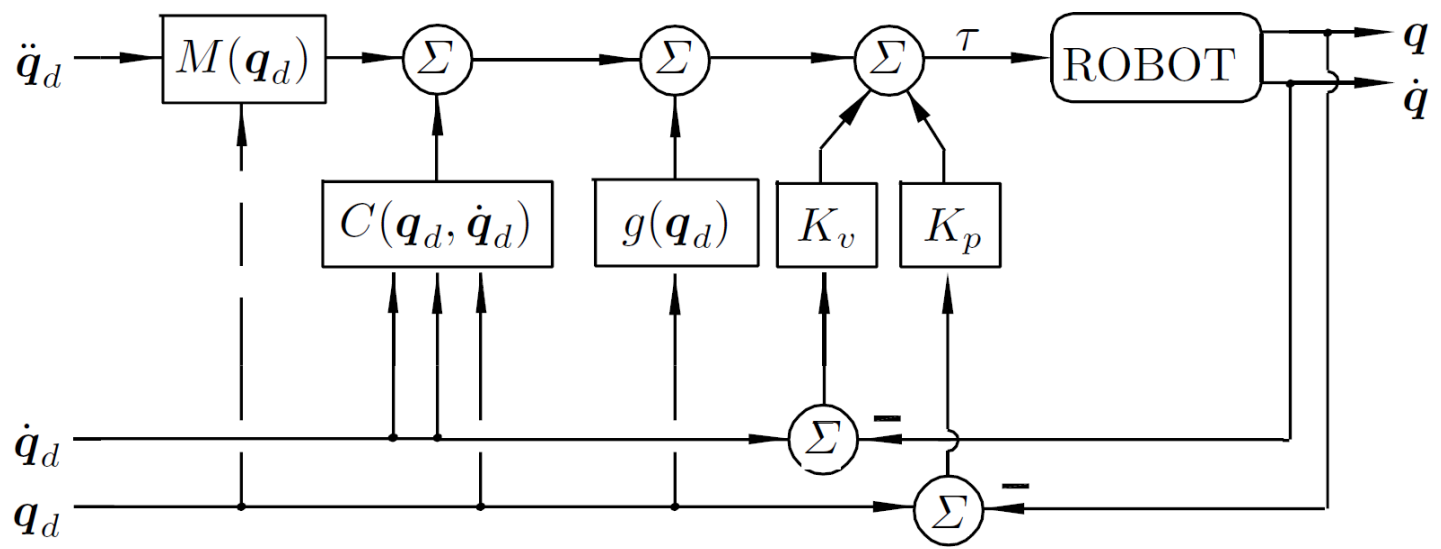 q̈_d M(q_d) Σ Σ Σ τ ROBOT q
q̇
C(q_d, q̇_d) g(q_d) K_v K_p
q̇_d Σ −
q_d Σ −